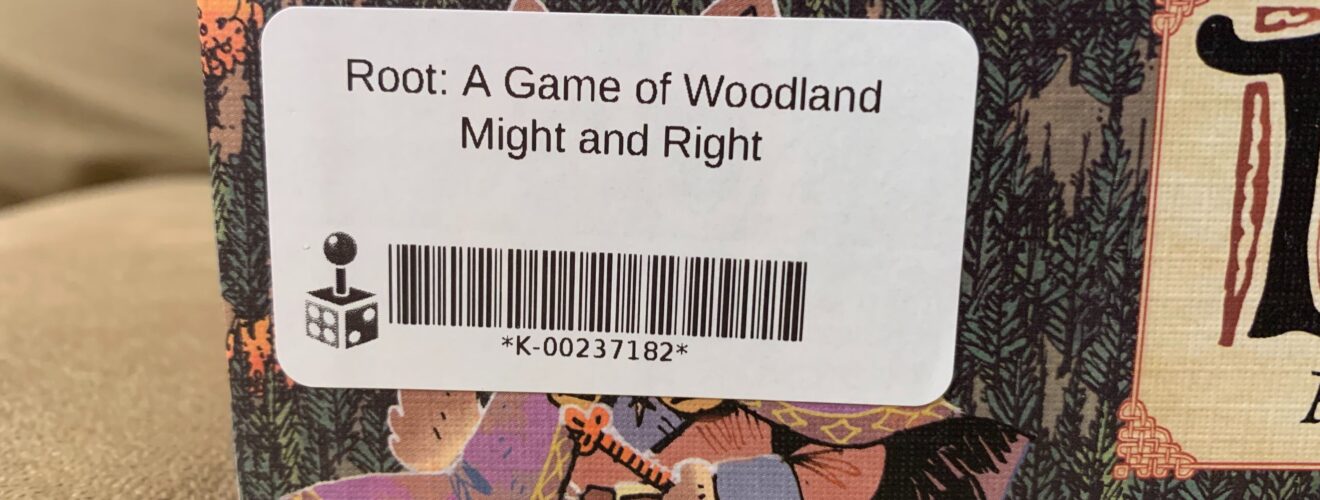 Root: A Game of Woodland
Might and Right
*K-00237182*